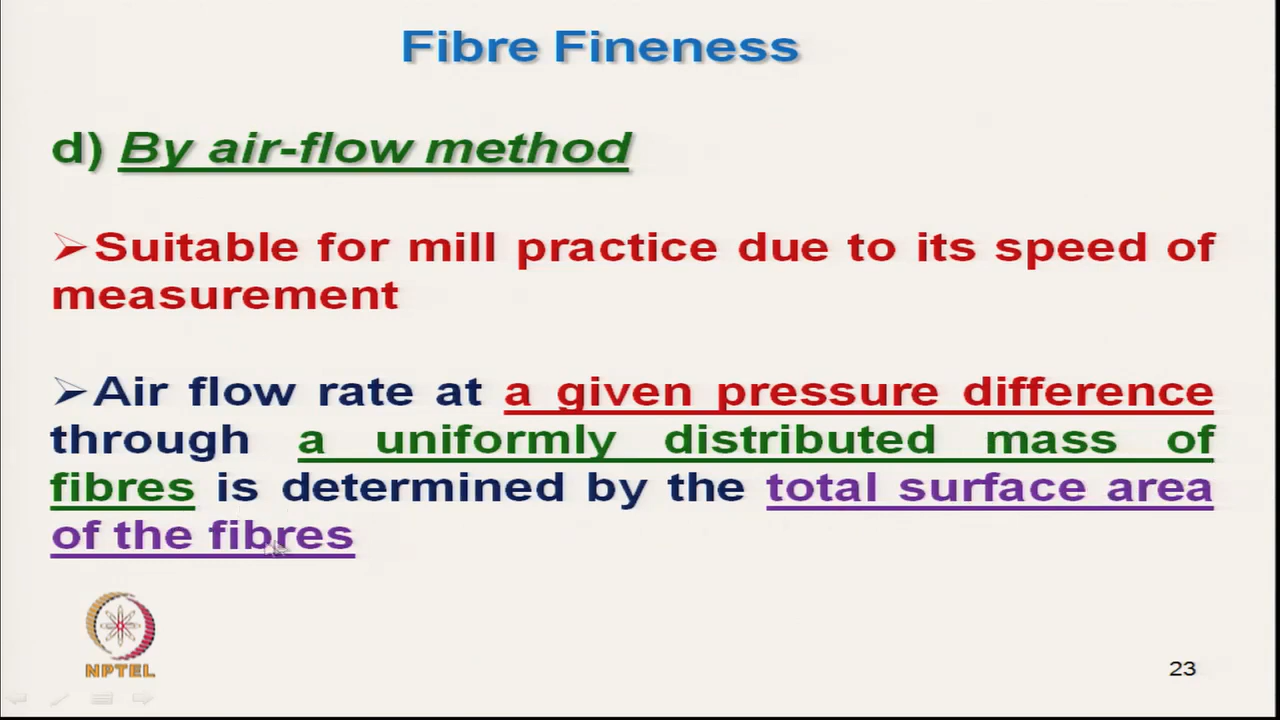 Fibre Fineness
d) By air-flow method
➢Suitable for mill practice due to its speed of
measurement
➢Air flow rate at a given pressure difference
through a uniformly distributed mass of
fibres is determined by the total surface area
of the fibres
NPTEL
23